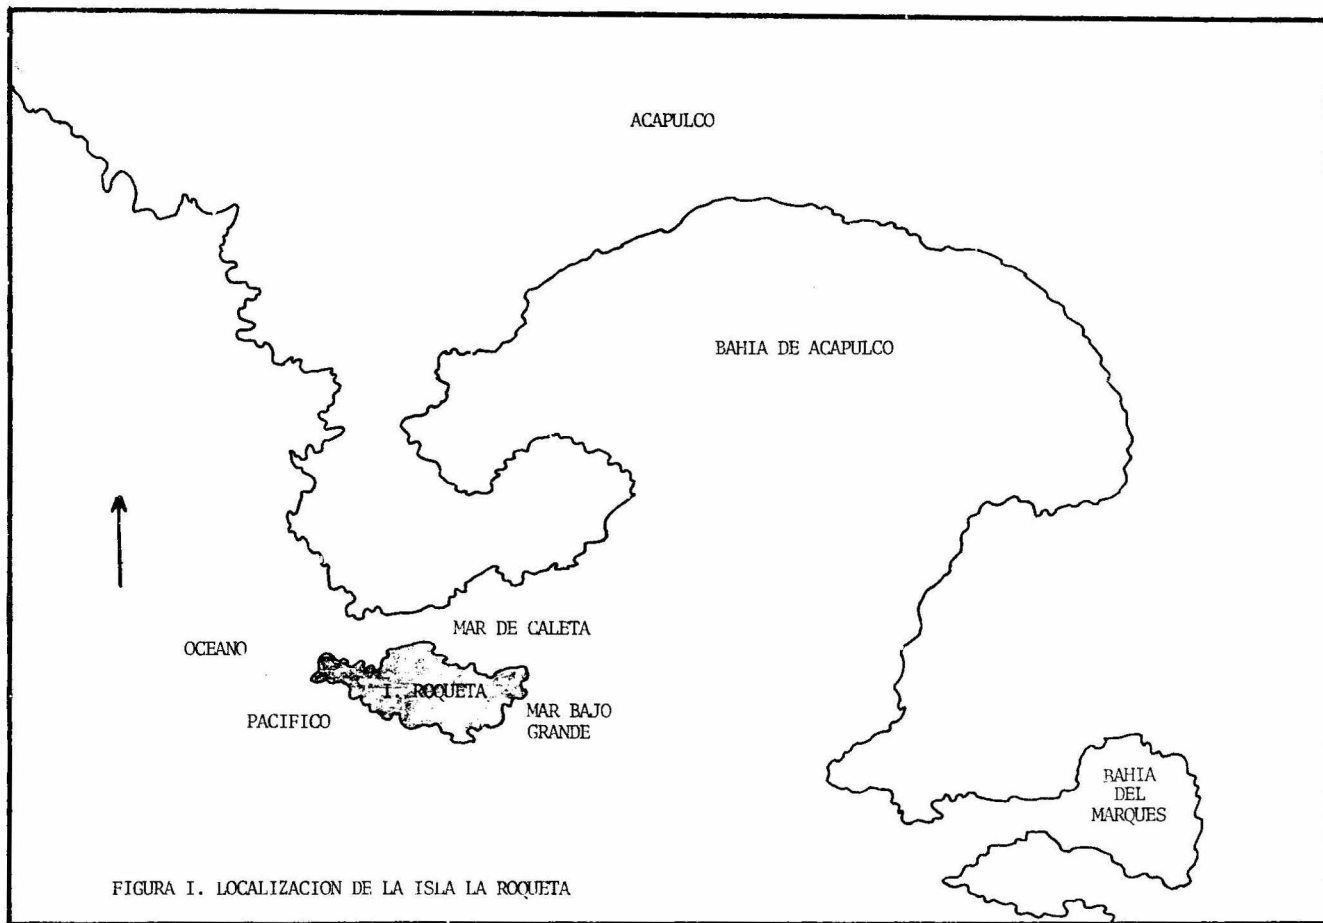 ACAPULCO
BAHIA DE ACAPULCO
MAR DE CALETA
OCEANO
I. ROQUETA
PACIFICO
MAR BAJO
GRANDE
BAHIA
DEL
MARQUES
FIGURA I. LOCALIZACION DE LA ISLA LA ROQUETA